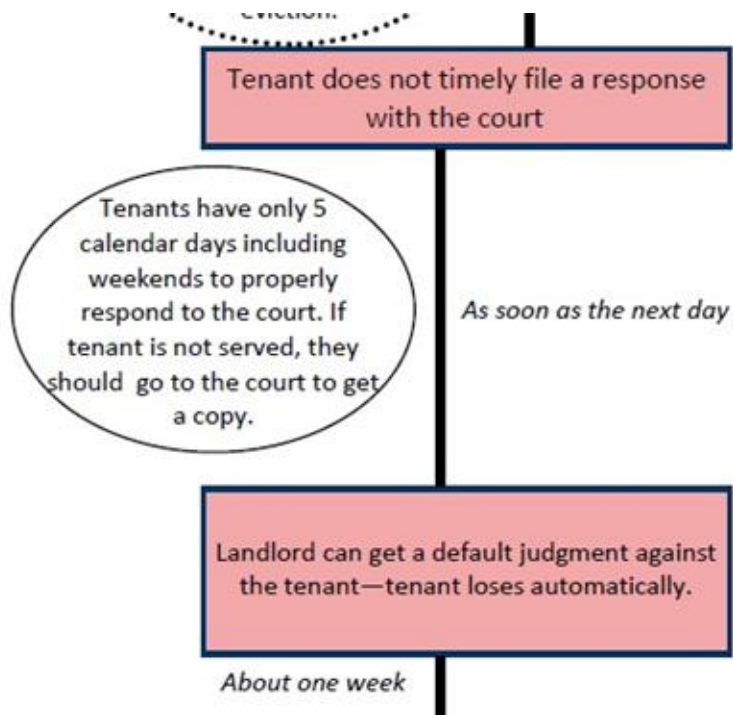 eviction.
Tenant does not timely file a response
with the court
Tenants have only 5
calendar days including
weekends to properly
respond to the court. If
tenant is not served, they
should go to the court to get
a copy.
As soon as the next day
Landlord can get a default judgment against
the tenant—tenant loses automatically.
About one week